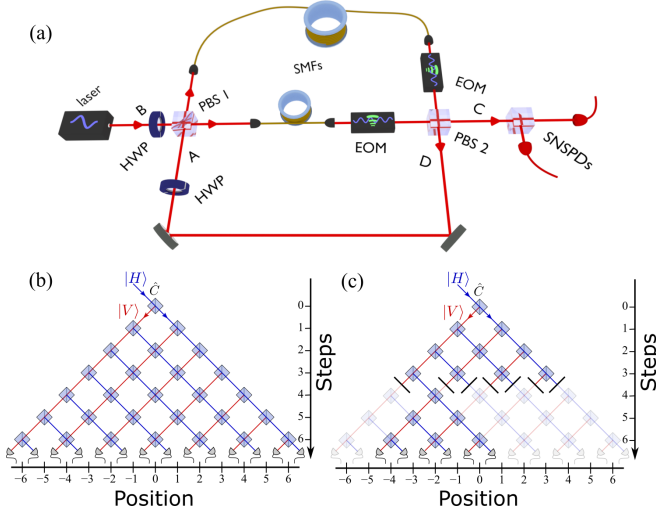 (a)
laser
B
HWP
PBS 1
A
HWP
SMFs
EOM
EOM
C
PBS 2
D
SNSPDs
(b)
|H⟩
Ĉ
|V⟩
0
1
2
3
4
5
6
Steps
−6 −5 −4 −3 −2 −1 0 1 2 3 4 5 6
Position
(c)
|H⟩
Ĉ
|V⟩
0
1
2
3
4
5
6
Steps
−6 −5 −4 −3 −2 −1 0 1 2 3 4 5 6
Position